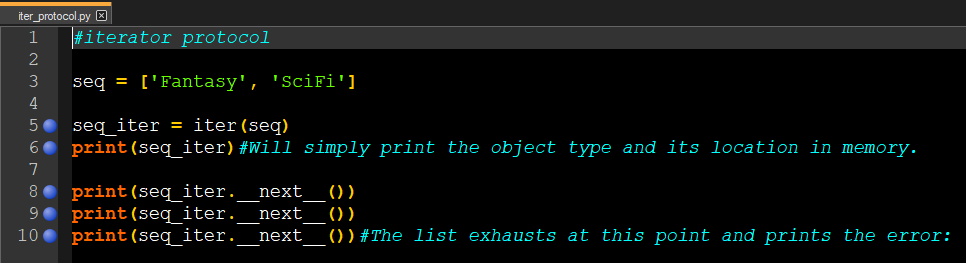 iter_protocol.py
1 #iterator protocol
2
3 seq = ['Fantasy', 'SciFi']
4
5 seq_iter = iter(seq)
6 print(seq_iter)#Will simply print the object type and its location in memory.
7
8 print(seq_iter.__next__())
9 print(seq_iter.__next__())
10 print(seq_iter.__next__())#The list exhausts at this point and prints the error: